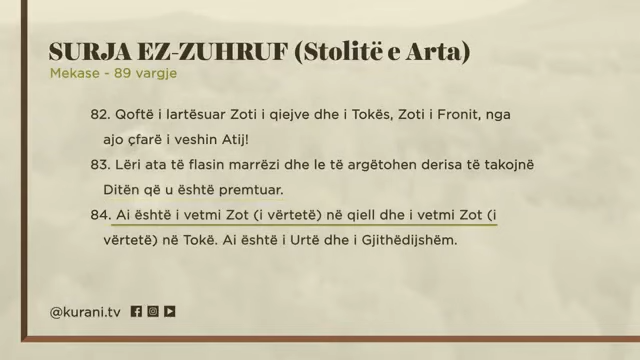 SURJA EZ-ZUHRUF (Stolitë e Arta)
Mekase - 89 vargje
82. Qoftë i lartësuar Zoti i qiejve dhe i Tokës, Zoti i Fronit, nga
ajo çfarë i veshin Atij!
83. Lëri ata të flasin marrëzi dhe le të argëtohen derisa të takojnë
Ditën që u është premtuar.
84. Ai është i vetmi Zot (i vërtetë) në qiell dhe i vetmi Zot (i
vërtetë) në Tokë. Ai është i Urtë dhe i Gjithëdijshëm.
@kurani.tv